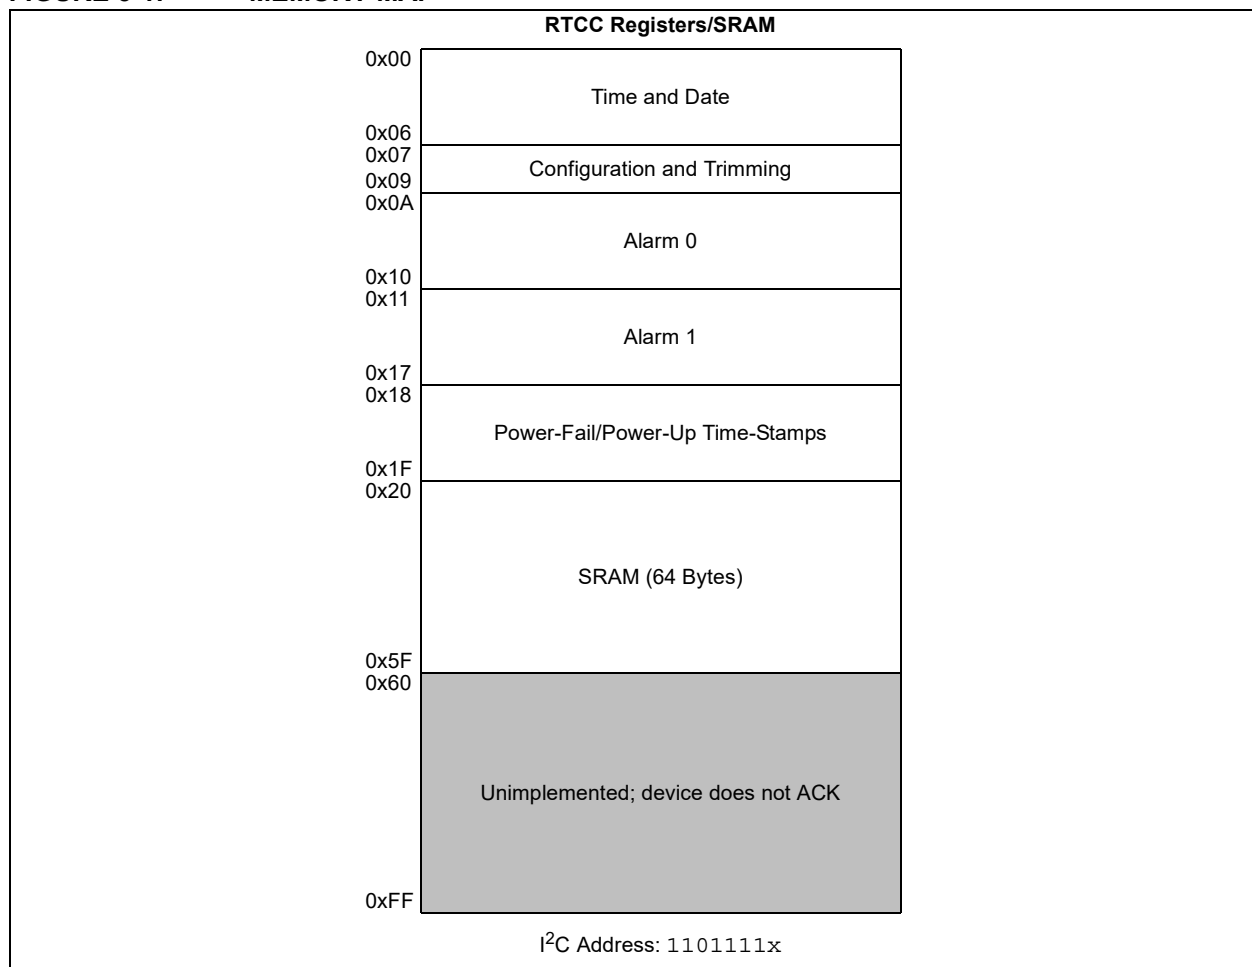 RTCC Registers/SRAM
0x00
Time and Date
0x06
0x07
Configuration and Trimming
0x09
0x0A
Alarm 0
0x10
0x11
Alarm 1
0x17
0x18
Power-Fail/Power-Up Time-Stamps
0x1F
0x20
SRAM (64 Bytes)
0x5F
0x60
Unimplemented; device does not ACK
0xFF
I²C Address: 1101111x